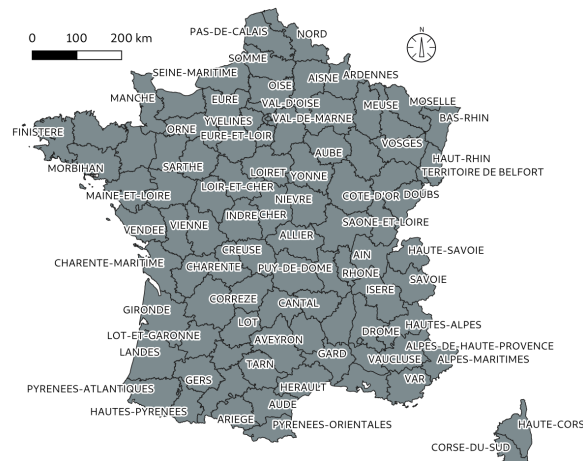 PAS-DE-CALAIS
NORD
N
0 100 200 km
SOMME
SEINE-MARITIME
AISNE
ARDENNES
OISE
MANCHE
EURE
VAL-D'OISE
MEUSE
MOSELLE
BAS-RHIN
ORNE
YVELINES
VAL-DE-MARNE
FINISTERE
EURE-ET-LOIR
VOSGES
AUBE
HAUT-RHIN
MORBIHAN
SARTHE
LOIRET
YONNE
TERRITOIRE DE BELFORT
LOIR-ET-CHER
MAINE-ET-LOIRE
NIEVRE
COTE-D'OR
DOUBS
INDRE
CHER
VENDEE
VIENNE
SAONE-ET-LOIRE
ALLIER
CREUSE
HAUTE-SAVOIE
AIN
CHARENTE-MARITIME
CHARENTE
PUY-DE-DOME
RHONE
SAVOIE
ISERE
CORREZE
CANTAL
GIRONDE
LOT
HAUTES-ALPES
DROME
LOT-ET-GARONNE
AVEYRON
ALPES-DE-HAUTE-PROVENCE
LANDES
GARD
VAUCLUSE
ALPES-MARITIMES
TARN
VAR
GERS
PYRENEES-ATLANTIQUES
HERAULT
HAUTES-PYRENEES
AUDE
ARIEGE
PYRENEES-ORIENTALES
HAUTE-CORS
CORSE-DU-SUD